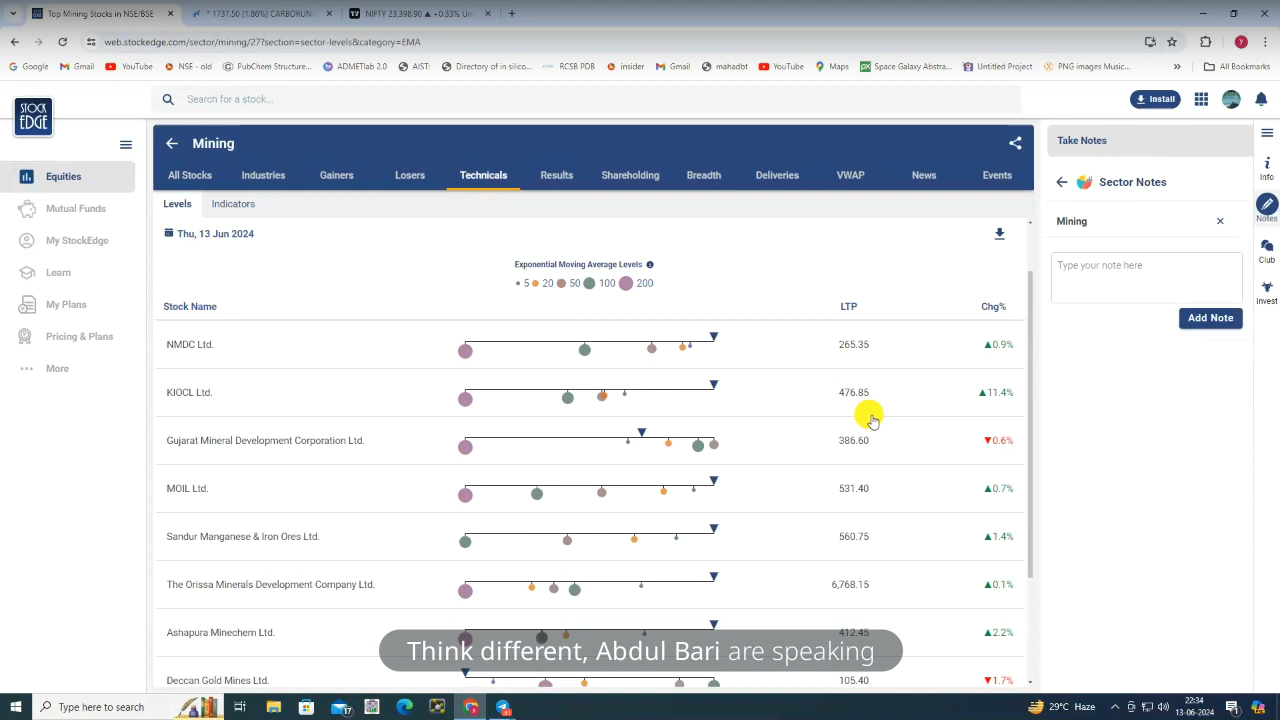 Top Mining Stocks in NSE/BSE
1737.50 (1.86%) CARBORUN
NIFTY 23,398.90 ▲ +0.33% Un
web.stockedge.com/sector/mining/27?section=sector-levels&category=EMA
Google Gmail YouTube NSE - old PubChem Structure... ADMETlab 2.0 AIST: Directory of in silico... RCSB PDB insider Gmail mahadbt YouTube Maps Space Galaxy Abstra... Untitled Project PNG images Music... » All Bookmarks
STOCK EDGE
Search for a stock...
Install
Mining
Take Notes
Info
All Stocks Industries Gainers Losers Technicals Results Shareholding Breadth Deliveries VWAP News Events
Equities
Mutual Funds
My StockEdge
Learn
My Plans
Pricing & Plans
More
Sector Notes
Notes
Levels Indicators
Mining
Thu, 13 Jun 2024
Club
Exponential Moving Average Levels
Type your note here
5 20 50 100 200
Invest
Stock Name LTP Chg%
Add Note
NMDC Ltd. 265.35 ▲0.9%
KIOCL Ltd. 476.85 ▲11.4%
Gujarat Mineral Development Corporation Ltd. 386.60 ▼0.6%
MOIL Ltd. 531.40 ▲0.7%
Sandur Manganese & Iron Ores Ltd. 560.75 ▲1.4%
The Orissa Minerals Development Company Ltd. 6,768.15 ▲0.1%
Ashapura Minechem Ltd. 412.45 ▲2.2%
Think different, Abdul Bari are speaking
Deccan Gold Mines Ltd. 105.40 ▼1.7%
Type here to search
17
29°C Haze
22:34
13-06-2024